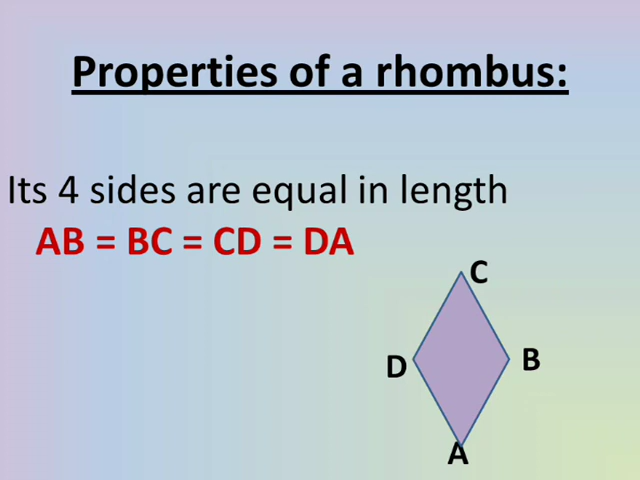 Properties of a rhombus:
Its 4 sides are equal in length
AB = BC = CD = DA
C
D
B
A